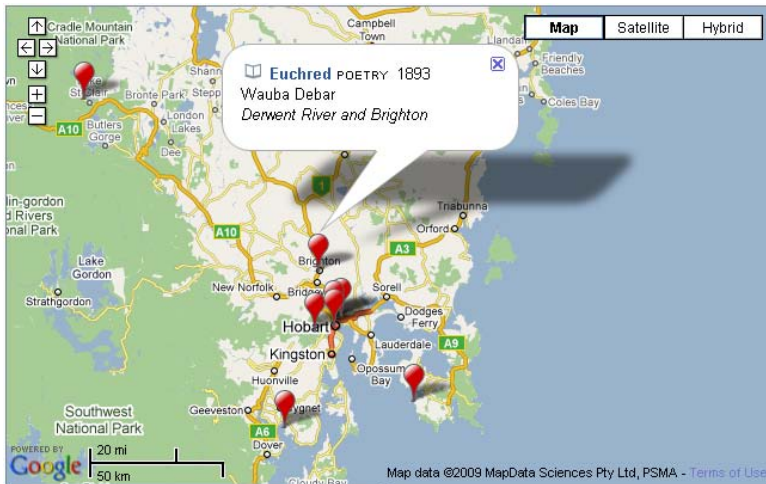 Cradle Mountain
National Park
Campbell
Town
Map
Satellite
Hybrid
Friendly
Beaches
Coles Bay
Euchred POETRY 1893
Wauba Debar
Derwent River and Brighton
St Clair
Bronte Park
London
Lakes
Butlers
Gorge
Dee
A10
1
Triabunna
Orford
A10
A3
Lake
Gordon
Strathgordon
Brighton
New Norfolk
Sorell
Hobart
Dodges
Ferry
Lauderdale
A9
Kingston
Opossum
Bay
Huonville
Geeveston
Southwest
National Park
A6
Dover
POWERED BY
Google
20 mi
50 km
Map data ©2009 MapData Sciences Pty Ltd, PSMA - Terms of Use